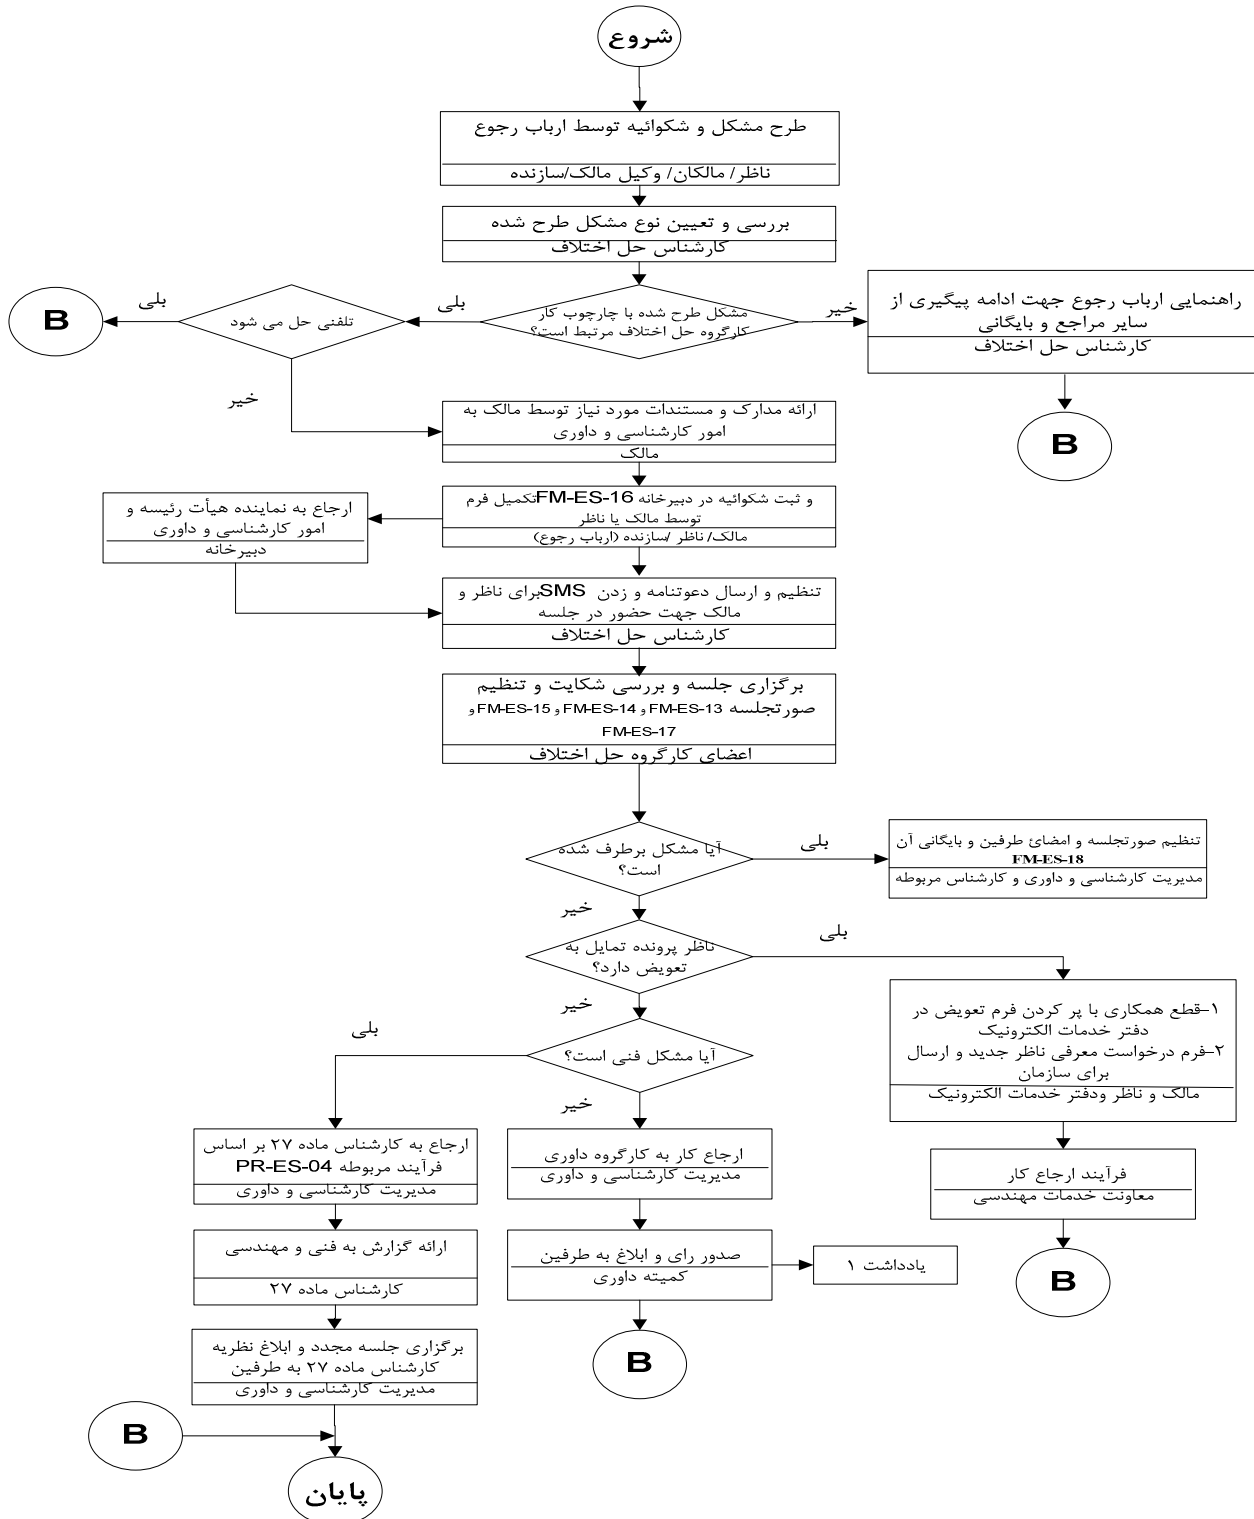 شروع
طرح مشکل و شکوائیه توسط ارباب رجوع
ناظر/ مالکان/ وکیل مالک/سازنده
بررسی و تعیین نوع مشکل طرح شده
کارشناس حل اختلاف
مشکل طرح شده با چارچوب کار
کارگروه حل اختلاف مرتبط است؟
خیر
راهنمایی ارباب رجوع جهت ادامه پیگیری از
سایر مراجع و بایگانی
کارشناس حل اختلاف
B
بلی
تلفنی حل می شود
بلی
B
خیر
ارائه مدارک و مستندات مورد نیاز توسط مالک به
امور کارشناسی و داوری
مالک
و ثبت شکوائیه در دبیرخانه FM-ES-16تکمیل فرم
توسط مالک یا ناظر
مالک/ ناظر /سازنده (ارباب رجوع)
ارجاع به نماینده هیأت رئیسه و
امور کارشناسی و داوری
دبیرخانه
تنظیم و ارسال دعوتنامه و زدن SMSبرای ناظر و
مالک جهت حضور در جلسه
کارشناس حل اختلاف
برگزاری جلسه و بررسی شکایت و تنظیم
صورتجلسه FM-ES-13 و FM-ES-14 و FM-ES-15 و
FM-ES-17
اعضای کارگروه حل اختلاف
آیا مشکل برطرف شده
است؟
بلی
تنظیم صورتجلسه و امضائ طرفین و بایگانی آن
FM-ES-18
مدیریت کارشناسی و داوری و کارشناس مربوطه
خیر
ناظر پرونده تمایل به
تعویض دارد؟
بلی
۱-قطع همکاری با پر کردن فرم تعویض در
دفتر خدمات الکترونیک
۲-فرم درخواست معرفی ناظر جدید و ارسال
برای سازمان
مالک و ناظر ودفتر خدمات الکترونیک
فرآیند ارجاع کار
معاونت خدمات مهندسی
B
خیر
آیا مشکل فنی است؟
بلی
خیر
ارجاع کار به کارگروه داوری
مدیریت کارشناسی و داوری
صدور رای و ابلاغ به طرفین
کمیته داوری
یادداشت ۱
B
ارجاع به کارشناس ماده ۲۷ بر اساس
فرآیند مربوطه PR-ES-04
مدیریت کارشناسی و داوری
ارائه گزارش به فنی و مهندسی
کارشناس ماده ۲۷
برگزاری جلسه مجدد و ابلاغ نظریه
کارشناس ماده ۲۷ به طرفین
مدیریت کارشناسی و داوری
B
پایان